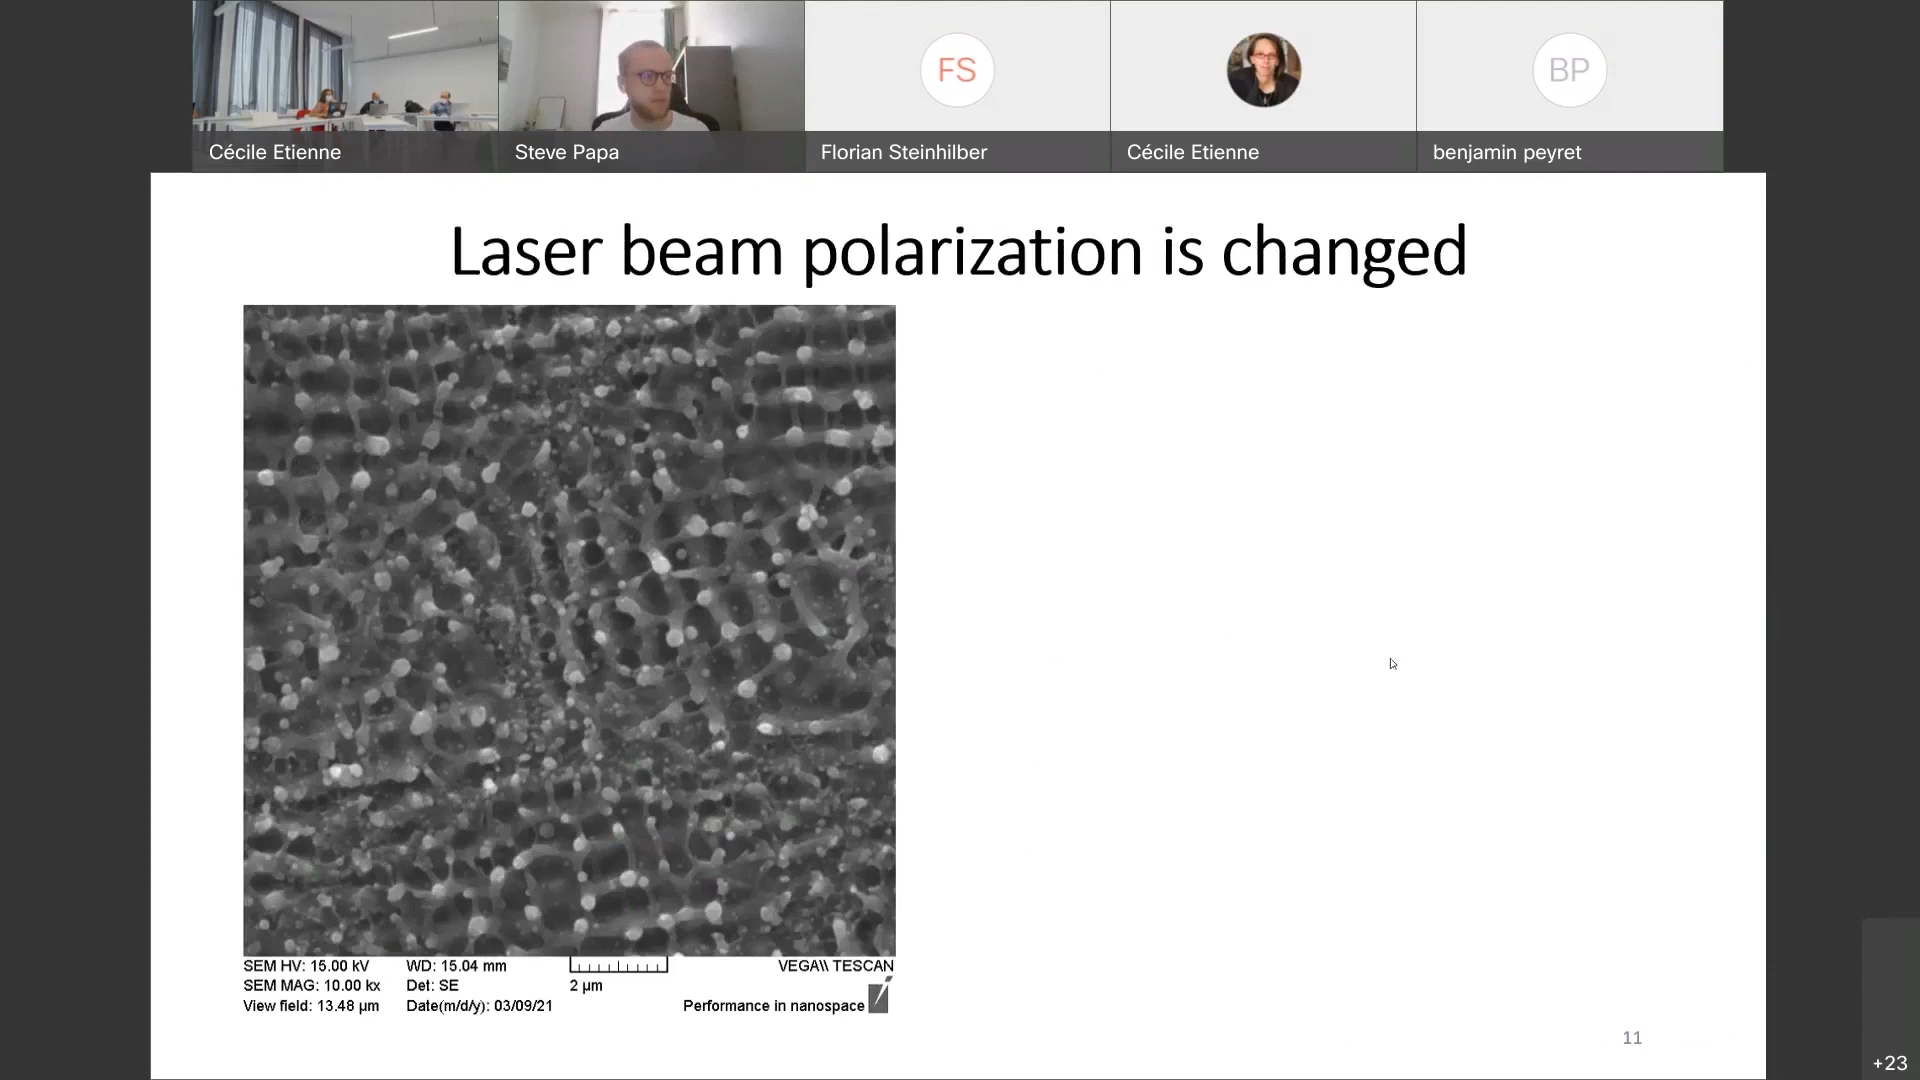 FS
BP
Cécile Etienne
Steve Papa
Florian Steinhilber
Cécile Etienne
benjamin peyret
Laser beam polarization is changed
SEM HV: 15.00 kV WD: 15.04 mm VEGA\\ TESCAN
SEM MAG: 10.00 kx Det: SE 2 µm
View field: 13.48 µm Date(m/d/y): 03/09/21 Performance in nanospace
11
+23